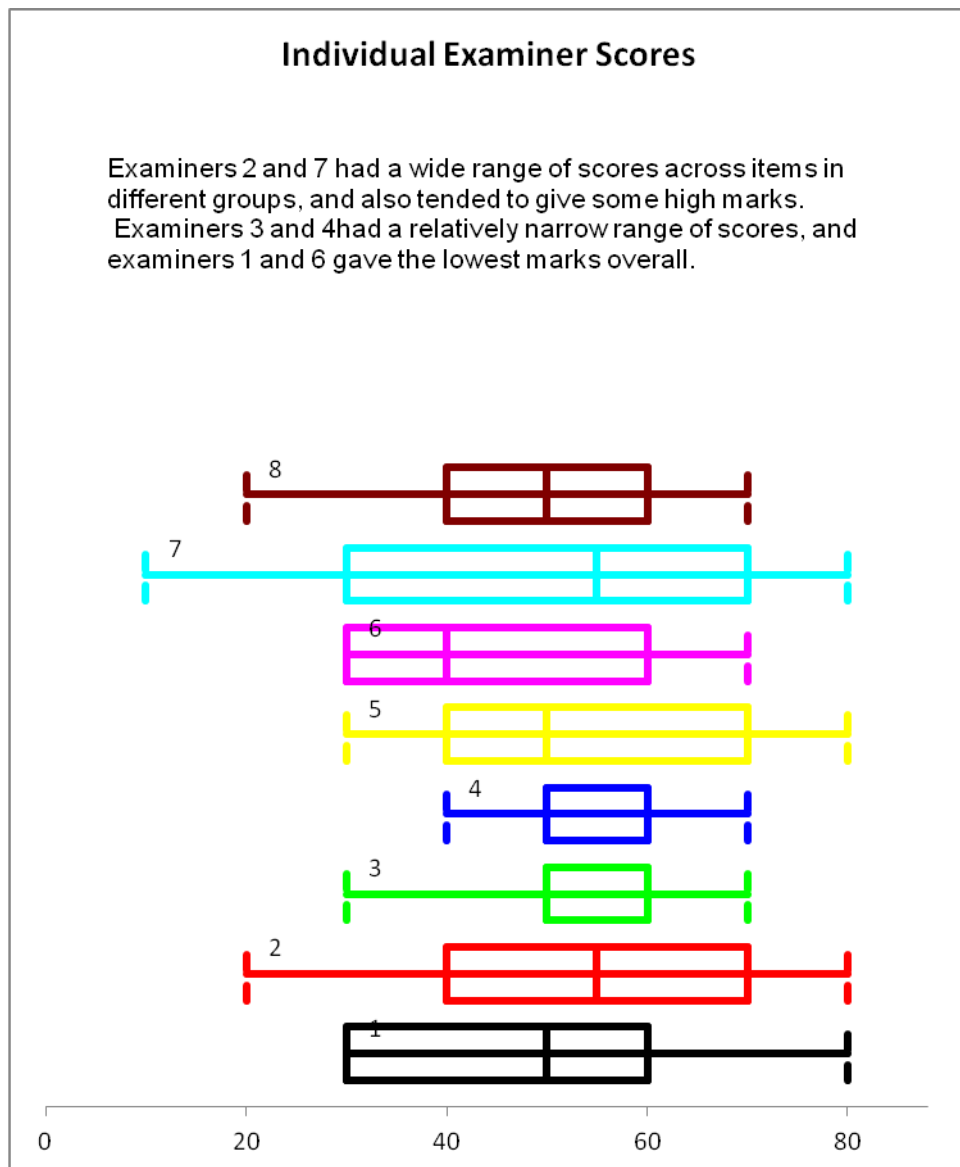 Individual Examiner Scores
Examiners 2 and 7 had a wide range of scores across items in
different groups, and also tended to give some high marks.
Examiners 3 and 4had a relatively narrow range of scores, and
examiners 1 and 6 gave the lowest marks overall.
8
7
6
5
4
3
2
1
0 20 40 60 80